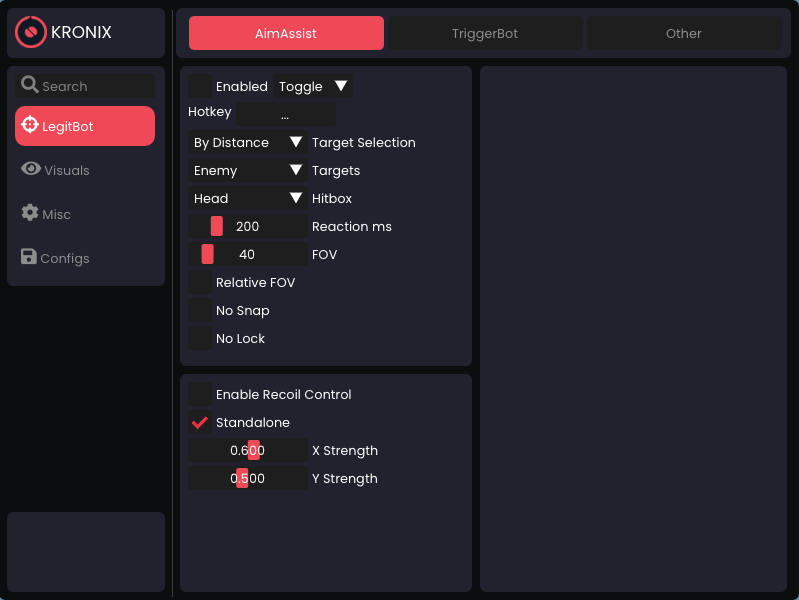 KRONIX
Search
LegitBot
Visuals
Misc
Configs
AimAssist TriggerBot Other
Enabled Toggle
Hotkey ...
By Distance Target Selection
Enemy Targets
Head Hitbox
200 Reaction ms
40 FOV
Relative FOV
No Snap
No Lock
Enable Recoil Control
Standalone
0.600 X Strength
0.500 Y Strength